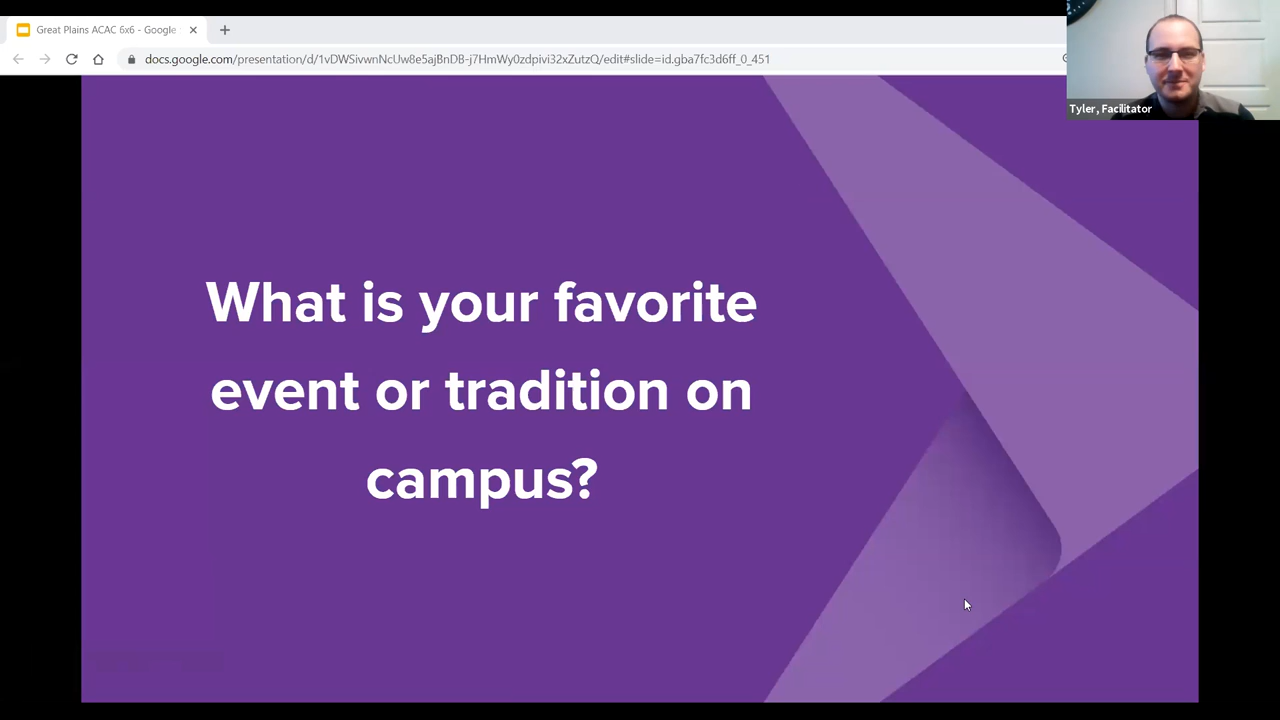 Great Plains ACAC 6x6 - Google
docs.google.com/presentation/d/1vDWSivwnNcUw8e5ajBnDB-j7HmWy0zdpivi32xZutzQ/edit#slide=id.gba7fc3d6ff_0_451
Tyler, Facilitator
What is your favorite
event or tradition on
campus?